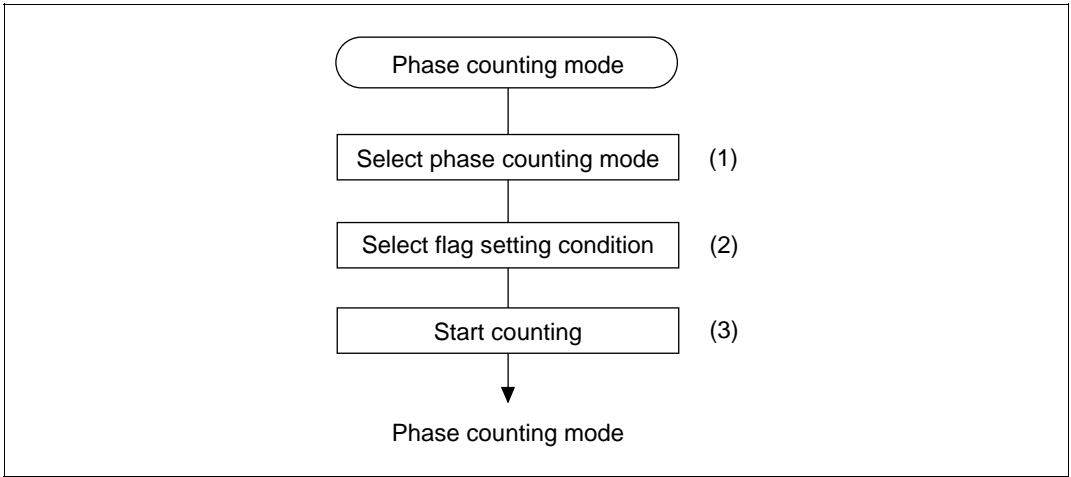 Phase counting mode
Select phase counting mode (1)
Select flag setting condition (2)
Start counting (3)
Phase counting mode